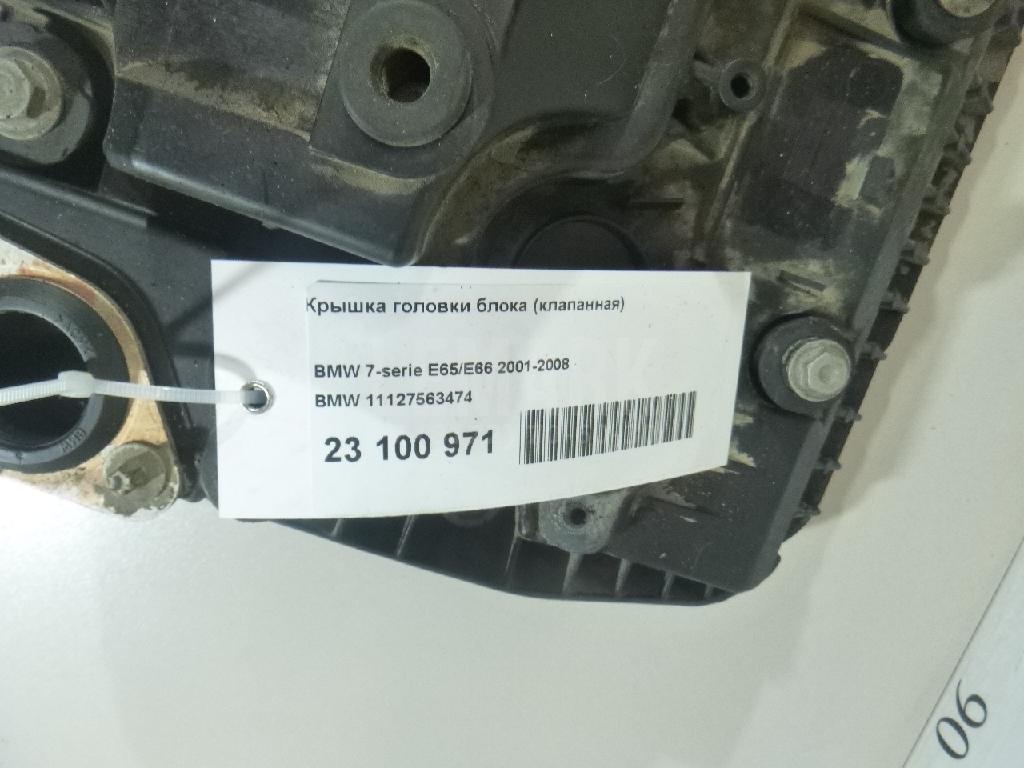 Крышка головки блока (клапанная)
BMW 7-serie E65/E66 2001-2008
BMW 11127563474
23 100 971
06